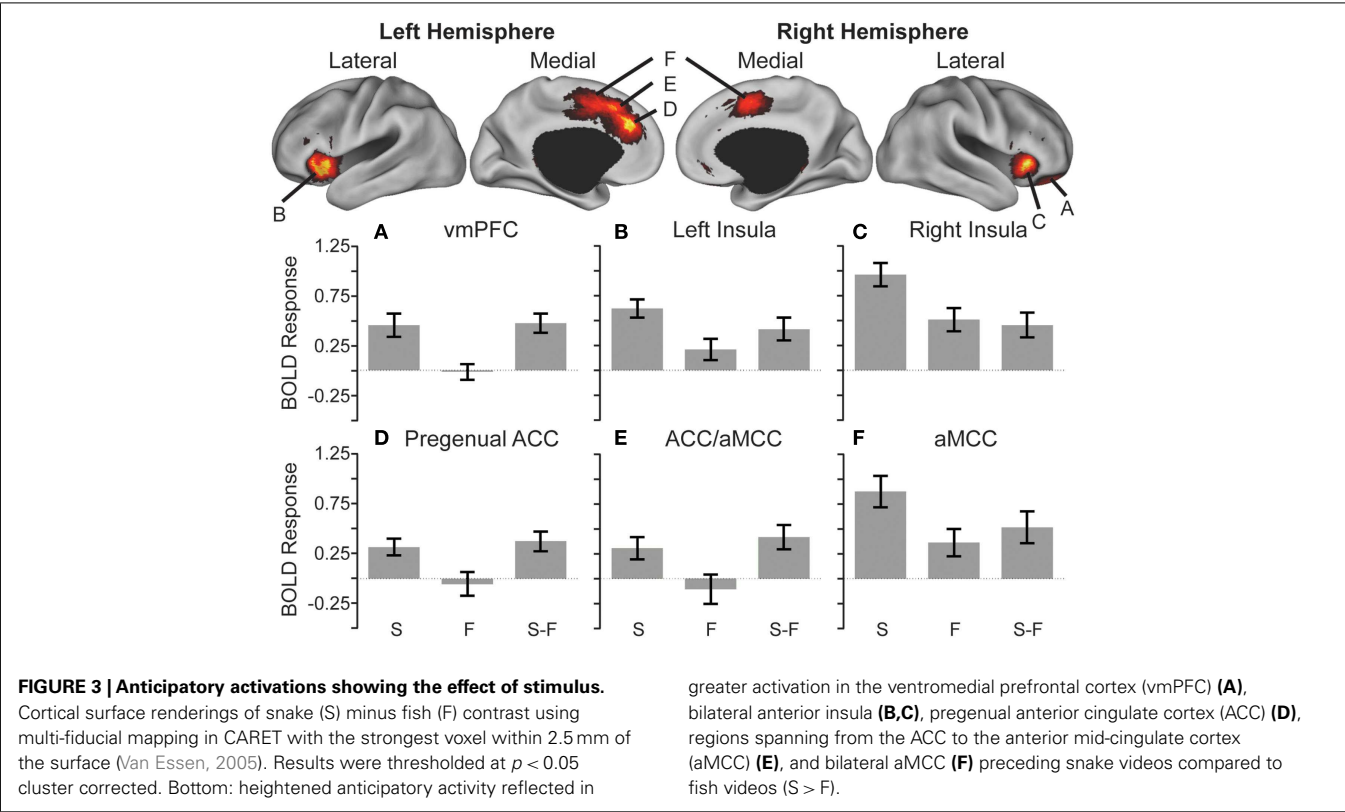 Left Hemisphere
Right Hemisphere
Lateral
Medial
F
E
D
Medial
Lateral
B
C
A
A vmPFC
B Left Insula
C Right Insula
BOLD Response
1.25
0.75
0.25
-0.25
D Pregenual ACC
E ACC/aMCC
F aMCC
BOLD Response
1.25
0.75
0.25
-0.25
S F S-F
S F S-F
S F S-F
FIGURE 3 | Anticipatory activations showing the effect of stimulus.
Cortical surface renderings of snake (S) minus fish (F) contrast using
multi-fiducial mapping in CARET with the strongest voxel within 2.5 mm of
the surface (Van Essen, 2005). Results were thresholded at p < 0.05
cluster corrected. Bottom: heightened anticipatory activity reflected in
greater activation in the ventromedial prefrontal cortex (vmPFC) (A),
bilateral anterior insula (B,C), pregenual anterior cingulate cortex (ACC) (D),
regions spanning from the ACC to the anterior mid-cingulate cortex
(aMCC) (E), and bilateral aMCC (F) preceding snake videos compared to
fish videos (S > F).